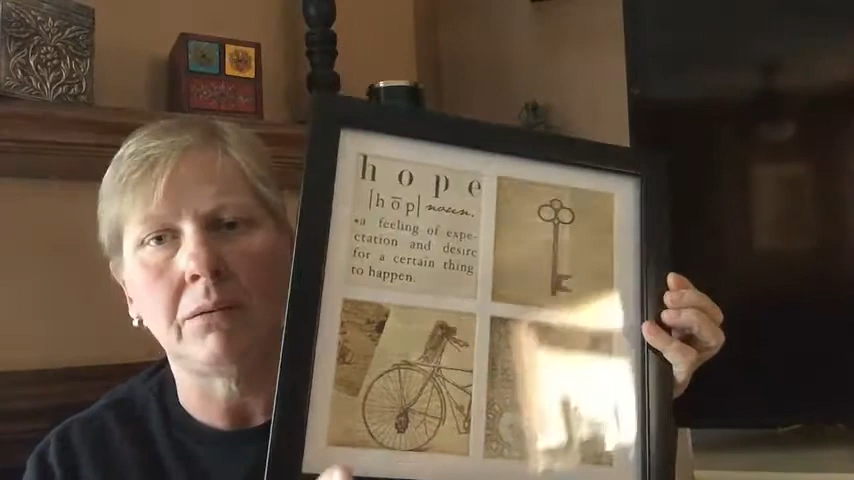 hope
|hōp| noun.
•a feeling of expe-
ctation and desire
for a certain thing
to happen.